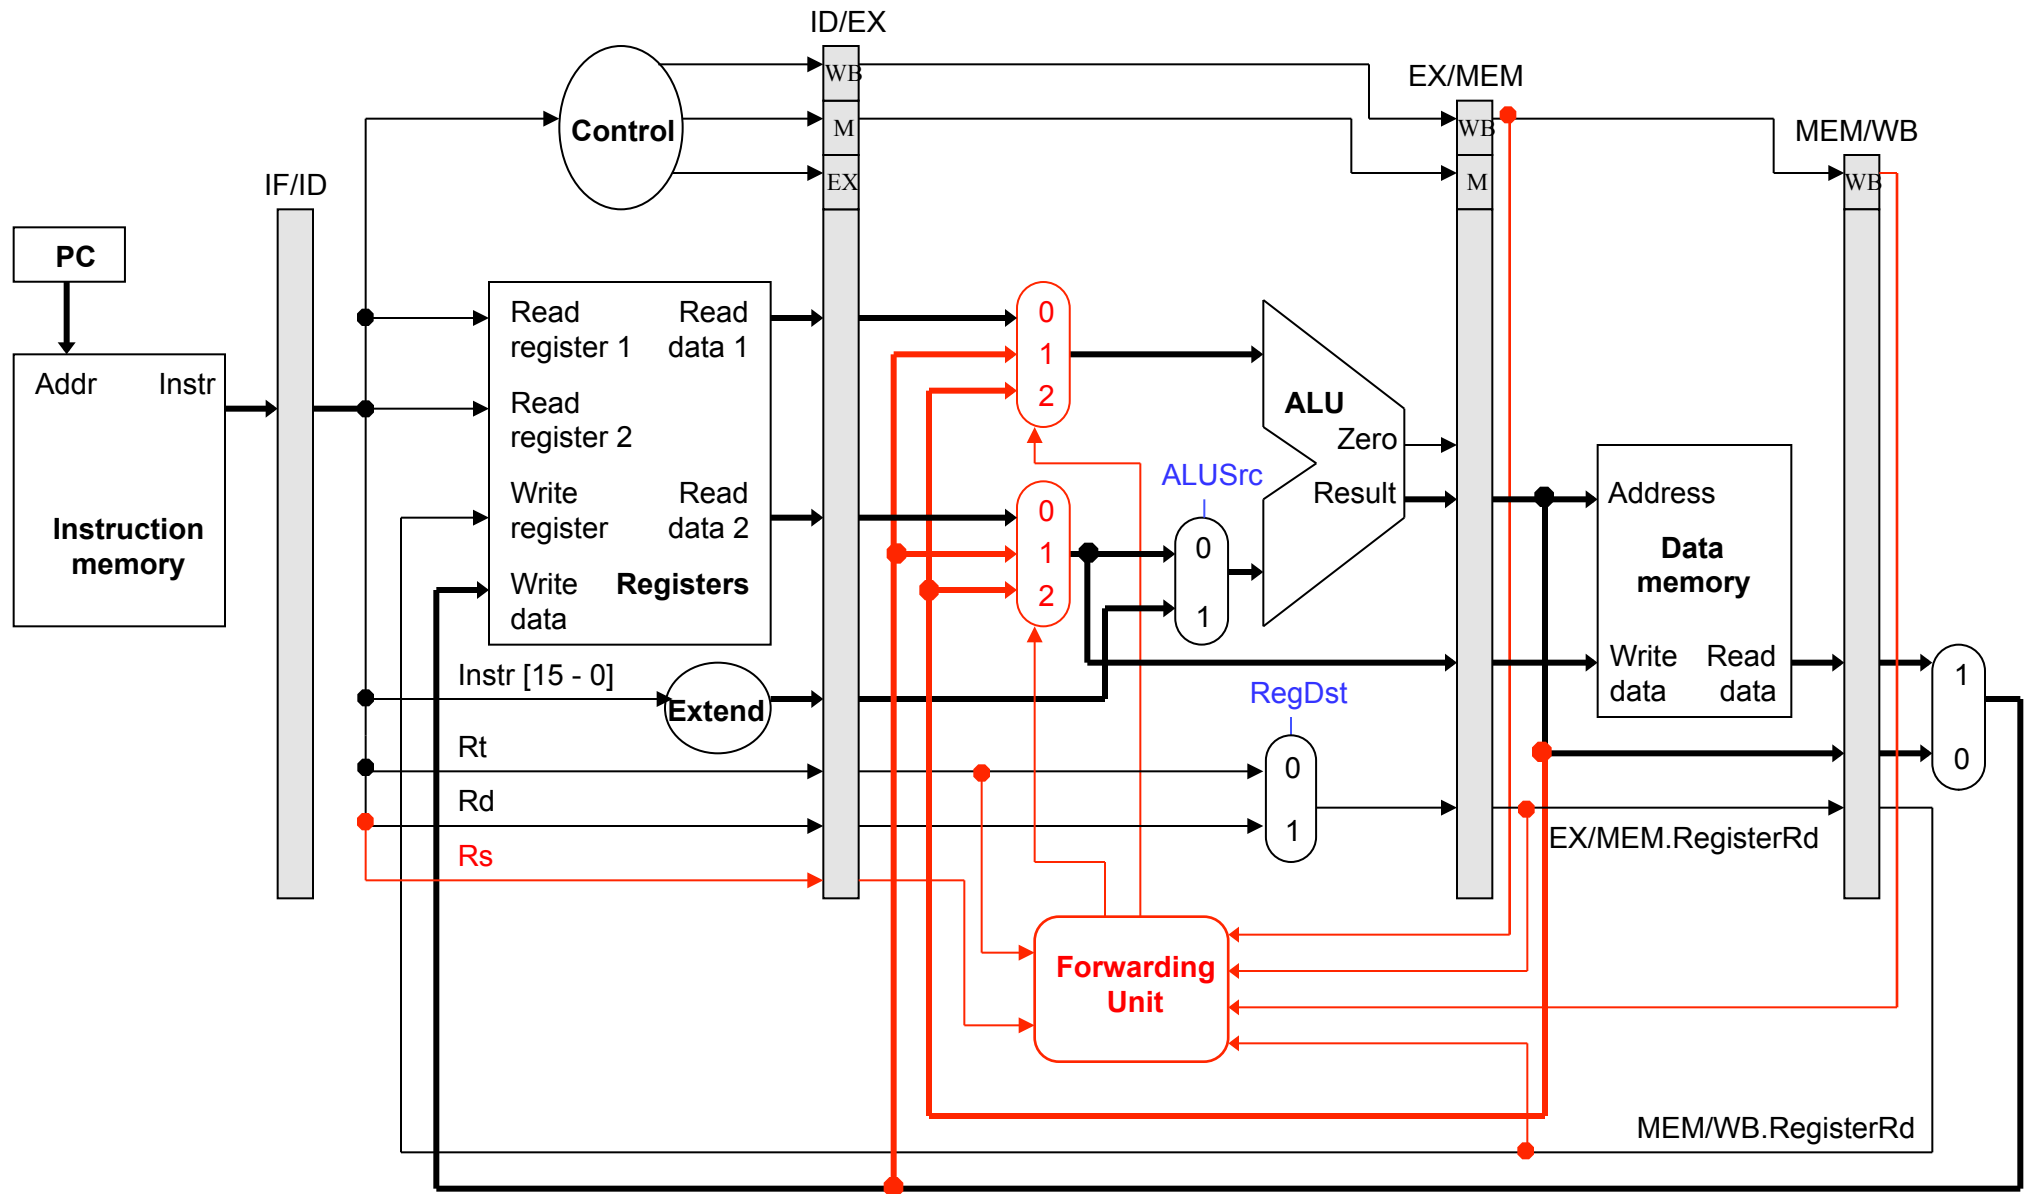 ID/EX
WB
EX/MEM
Control
M
WB
MEM/WB
IF/ID
EX
M
WB
PC
Read register 1
Read data 1
0
1
2
Addr
Instr
Read register 2
ALU
Zero
Result
ALUSrc
Write register
Read data 2
0
1
2
0
1
Address
Instruction memory
Data memory
Write data
Registers
Instr [15 - 0]
Extend
Write data
Read data
1
0
RegDst
Rt
0
Rd
1
EX/MEM.RegisterRd
Rs
Forwarding Unit
MEM/WB.RegisterRd